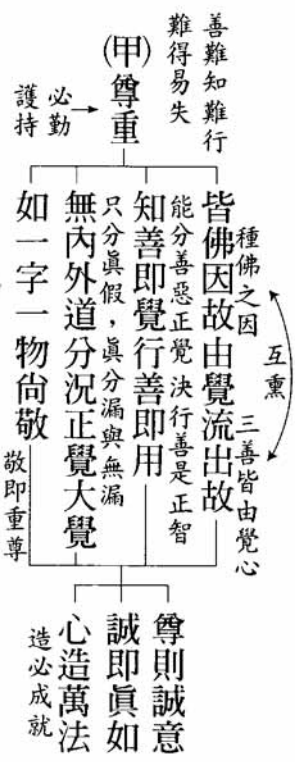 善難知難行
難得易失
(甲)尊重
必勤
護持
皆佛因故由覺流出故
種佛之因
互熏
三善皆由覺心
知善即覺行善即用
能分善惡正覺 決行善是正智
無內外道分況正覺大覺
只分眞假,眞分漏與無漏
如一字一物尙敬
敬即重尊
尊則誠意
誠即眞如
心造萬法
造必成就